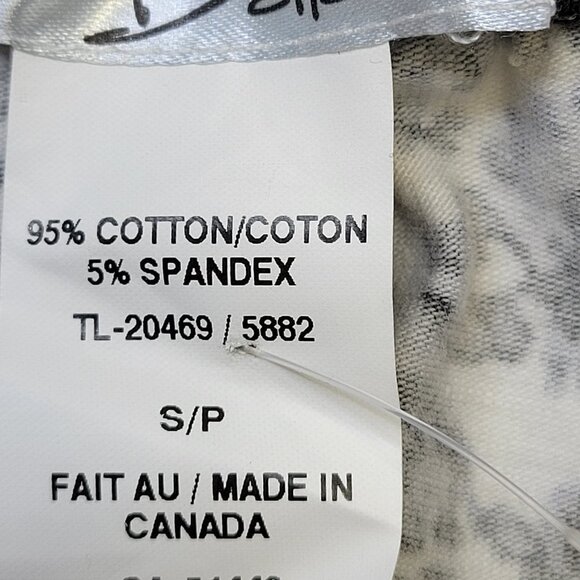 95% COTTON/COTON
5% SPANDEX
TL-20469 / 5882
S/P
FAIT AU / MADE IN
CANADA